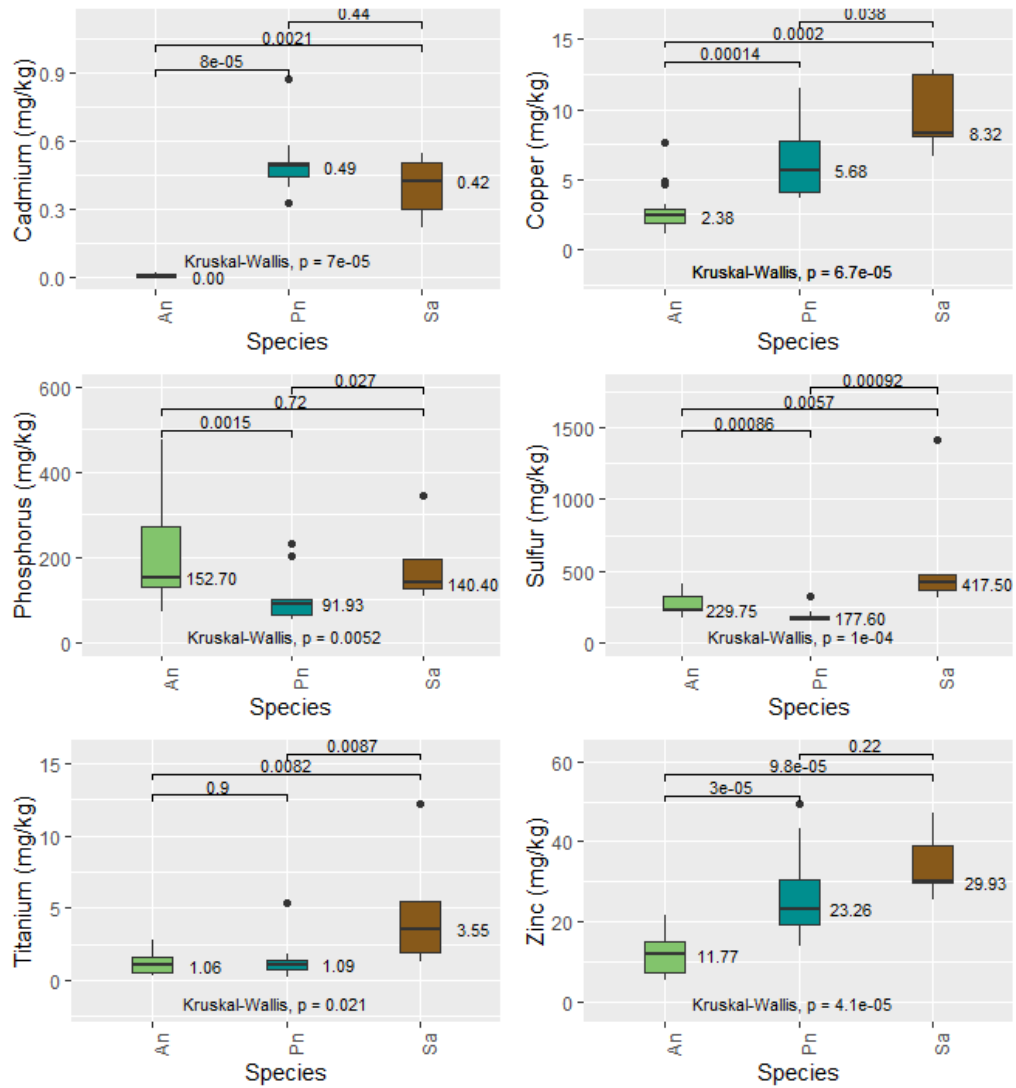 0.44
0.0021
8e-05
0.9
0.6
0.3
0.0
Cadmium (mg/kg)
0.49
0.42
Kruskal-Wallis, p = 7e-05
0.00
An
Pn
Sa
Species
0.038
0.0002
0.00014
15
10
5
0
Copper (mg/kg)
8.32
5.68
2.38
Kruskal-Wallis, p = 6.7e-05
An
Pn
Sa
Species
0.027
0.72
0.0015
600
400
200
0
Phosphorus (mg/kg)
152.70
91.93
140.40
Kruskal-Wallis, p = 0.0052
An
Pn
Sa
Species
0.00092
0.0057
0.00086
1500
1000
500
0
Sulfur (mg/kg)
229.75
177.60
417.50
Kruskal-Wallis, p = 1e-04
An
Pn
Sa
Species
0.0087
0.0082
0.9
15
10
5
0
Titanium (mg/kg)
1.06
1.09
3.55
Kruskal-Wallis, p = 0.021
An
Pn
Sa
Species
0.22
9.8e-05
3e-05
60
40
20
0
Zinc (mg/kg)
11.77
23.26
29.93
Kruskal-Wallis, p = 4.1e-05
An
Pn
Sa
Species